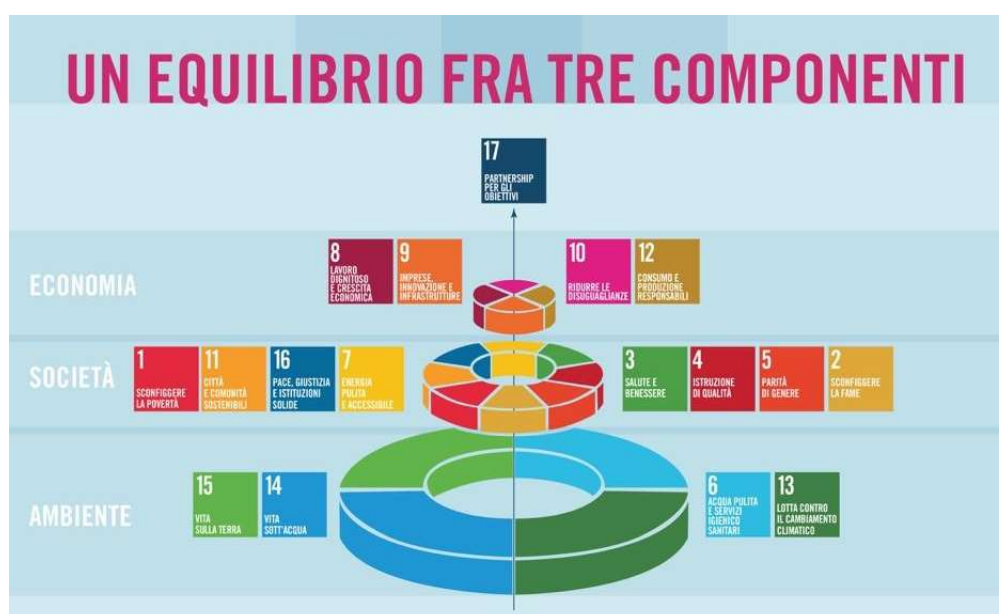 UN EQUILIBRIO FRA TRE COMPONENTI
17
PARTNERSHIP
PER GLI
OBIETTIVI
ECONOMIA
8
LAVORO
DIGNITOSO
E CRESCITA
ECONOMICA
9
IMPRESE,
INNOVAZIONE E
INFRASTRUTTURE
10
RIDURRE LE
DISUGUAGLIANZE
12
CONSUMO E
PRODUZIONE
RESPONSABILI
SOCIETÀ
1
SCONFIGGERE
LA POVERTÀ
11
CITTÀ
E COMUNITÀ
SOSTENIBILI
16
PACE, GIUSTIZIA
E ISTITUZIONI
SOLIDE
7
ENERGIA
PULITA
E ACCESSIBILE
3
SALUTE E
BENESSERE
4
ISTRUZIONE
DI QUALITÀ
5
PARITÀ
DI GENERE
2
SCONFIGGERE
LA FAME
AMBIENTE
15
VITA
SULLA TERRA
14
VITA
SOTT'ACQUA
6
ACQUA PULITA
E SERVIZI
IGIENICO
SANITARI
13
LOTTA CONTRO
IL CAMBIAMENTO
CLIMATICO